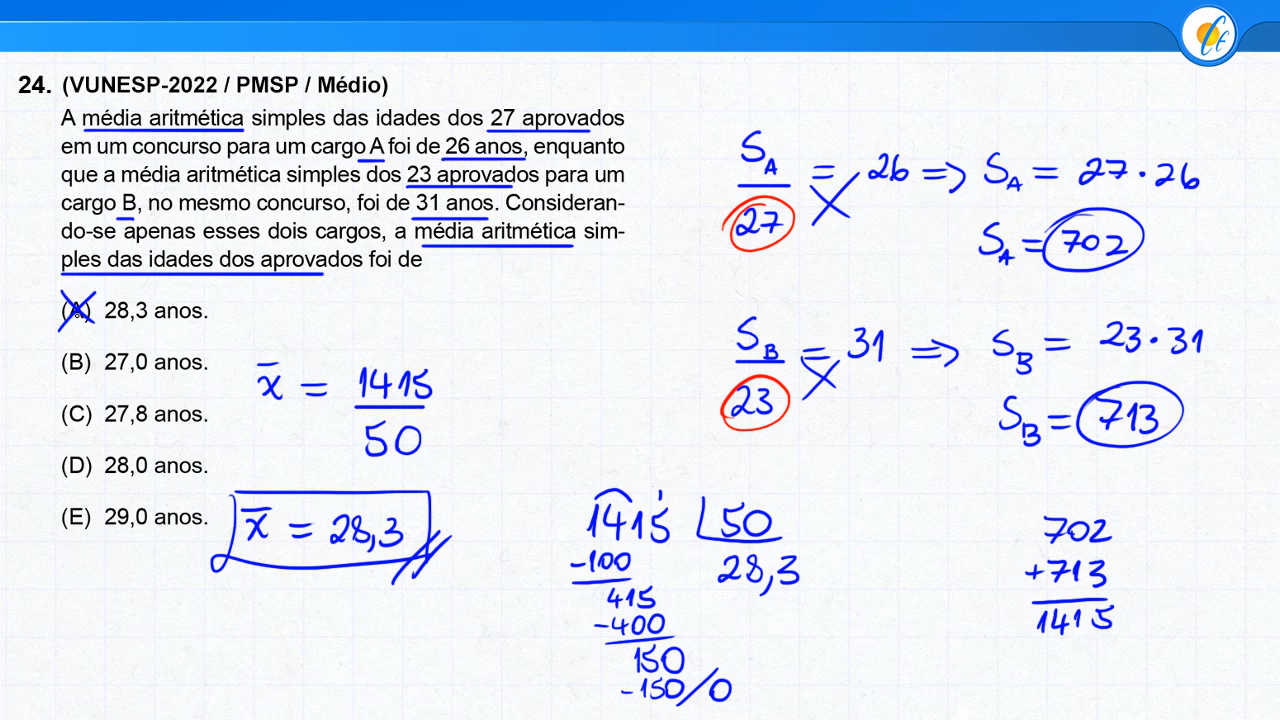 24. (VUNESP-2022 / PMSP / Médio)
A média aritmética simples das idades dos 27 aprovados
em um concurso para um cargo A foi de 26 anos, enquanto
que a média aritmética simples dos 23 aprovados para um
cargo B, no mesmo concurso, foi de 31 anos. Consideran-
do-se apenas esses dois cargos, a média aritmética sim-
ples das idades dos aprovados foi de
(A) 28,3 anos.
(B) 27,0 anos.
(C) 27,8 anos.
(D) 28,0 anos.
(E) 29,0 anos.
x̄ = 1415
50
x̄ = 28,3
S_A = 26 ⇒ S_A = 27 · 26
27
S_A = 702
S_B = 31 ⇒ S_B = 23 · 31
23
S_B = 713
1415 50
-100 28,3
415
-400
150
-150/0
702
+713
1415